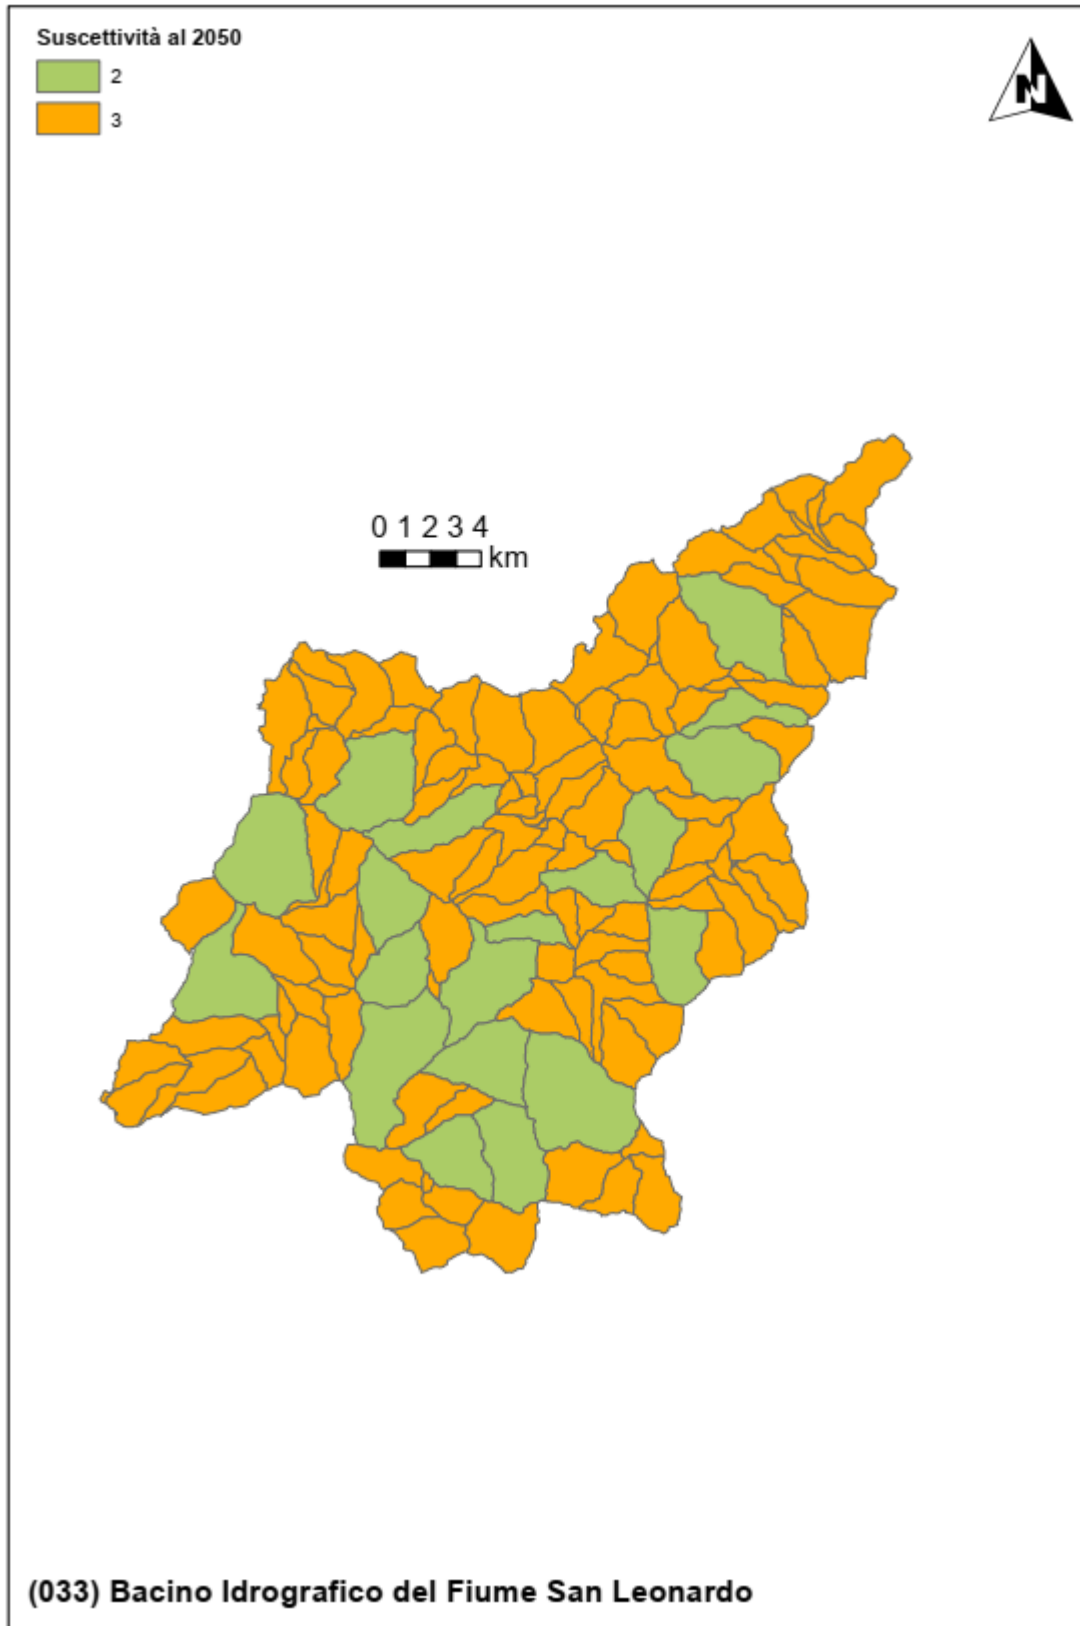 Suscettività al 2050
2
3
N
0 1 2 3 4
km
(033) Bacino Idrografico del Fiume San Leonardo